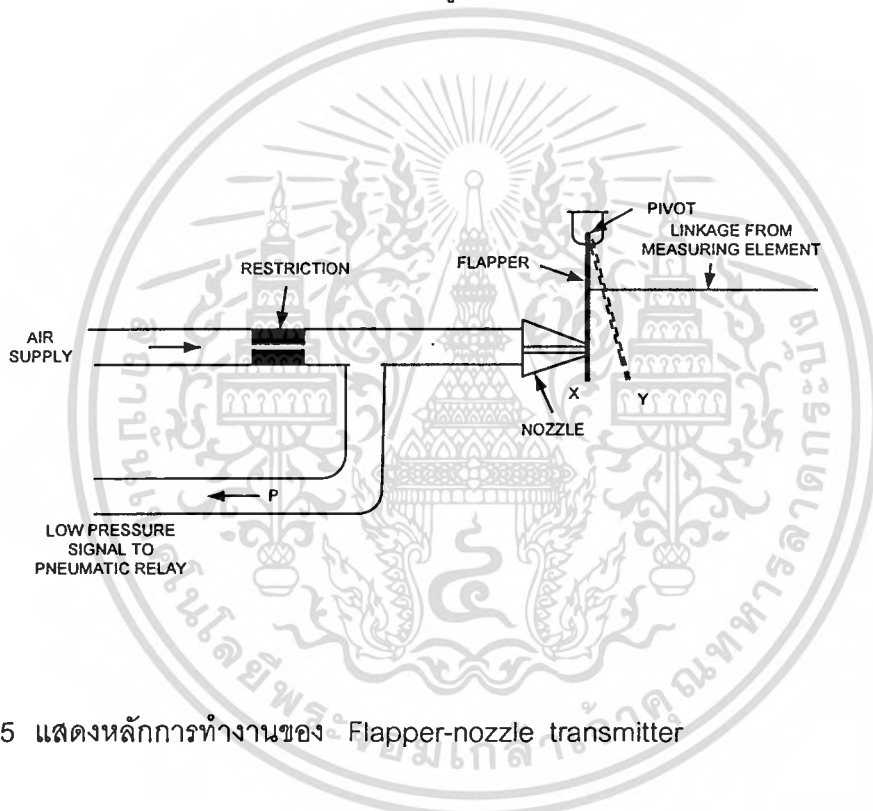 PIVOT
LINKAGE FROM
MEASURING ELEMENT
FLAPPER
RESTRICTION
AIR
SUPPLY
X
Y
NOZZLE
P
LOW PRESSURE
SIGNAL TO
PNEUMATIC RELAY
5 แสดงหลักการทำงานของ Flapper-nozzle transmitter